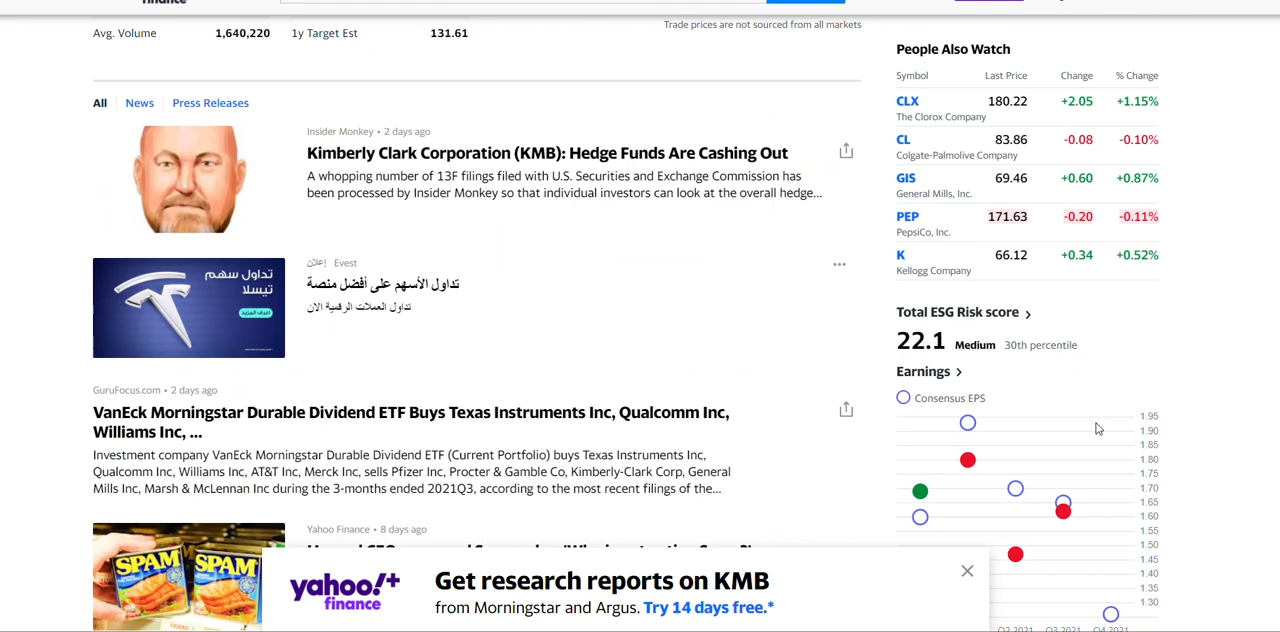 finance
Avg. Volume 1,640,220 1y Target Est 131.61
Trade prices are not sourced from all markets
All News Press Releases
Insider Monkey • 2 days ago
Kimberly Clark Corporation (KMB): Hedge Funds Are Cashing Out
A whopping number of 13F filings filed with U.S. Securities and Exchange Commission has
been processed by Insider Monkey so that individual investors can look at the overall hedge...
إعلان Evest
تداول الأسهم على أفضل منصة
تداول العملات الرقمية الان
تداول سهم
تيسلا
اعرف المزيد
GuruFocus.com • 2 days ago
VanEck Morningstar Durable Dividend ETF Buys Texas Instruments Inc, Qualcomm Inc,
Williams Inc, ...
Investment company VanEck Morningstar Durable Dividend ETF (Current Portfolio) buys Texas Instruments Inc,
Qualcomm Inc, Williams Inc, AT&T Inc, Merck Inc, sells Pfizer Inc, Procter & Gamble Co, Kimberly-Clark Corp, General
Mills Inc, Marsh & McLennan Inc during the 3-months ended 2021Q3, according to the most recent filings of the...
Yahoo Finance • 8 days ago
SPAM SPAM
yahoo!+
finance
Get research reports on KMB
from Morningstar and Argus. Try 14 days free.*
People Also Watch
Symbol Last Price Change % Change
CLX 180.22 +2.05 +1.15%
The Clorox Company
CL 83.86 -0.08 -0.10%
Colgate-Palmolive Company
GIS 69.46 +0.60 +0.87%
General Mills, Inc.
PEP 171.63 -0.20 -0.11%
PepsiCo, Inc.
K 66.12 +0.34 +0.52%
Kellogg Company
Total ESG Risk score
22.1 Medium 30th percentile
Earnings
Consensus EPS
1.95
1.90
1.85
1.80
1.75
1.70
1.65
1.60
1.55
1.50
1.45
1.40
1.35
1.30
Q2 2021 Q3 2021 Q4 2021